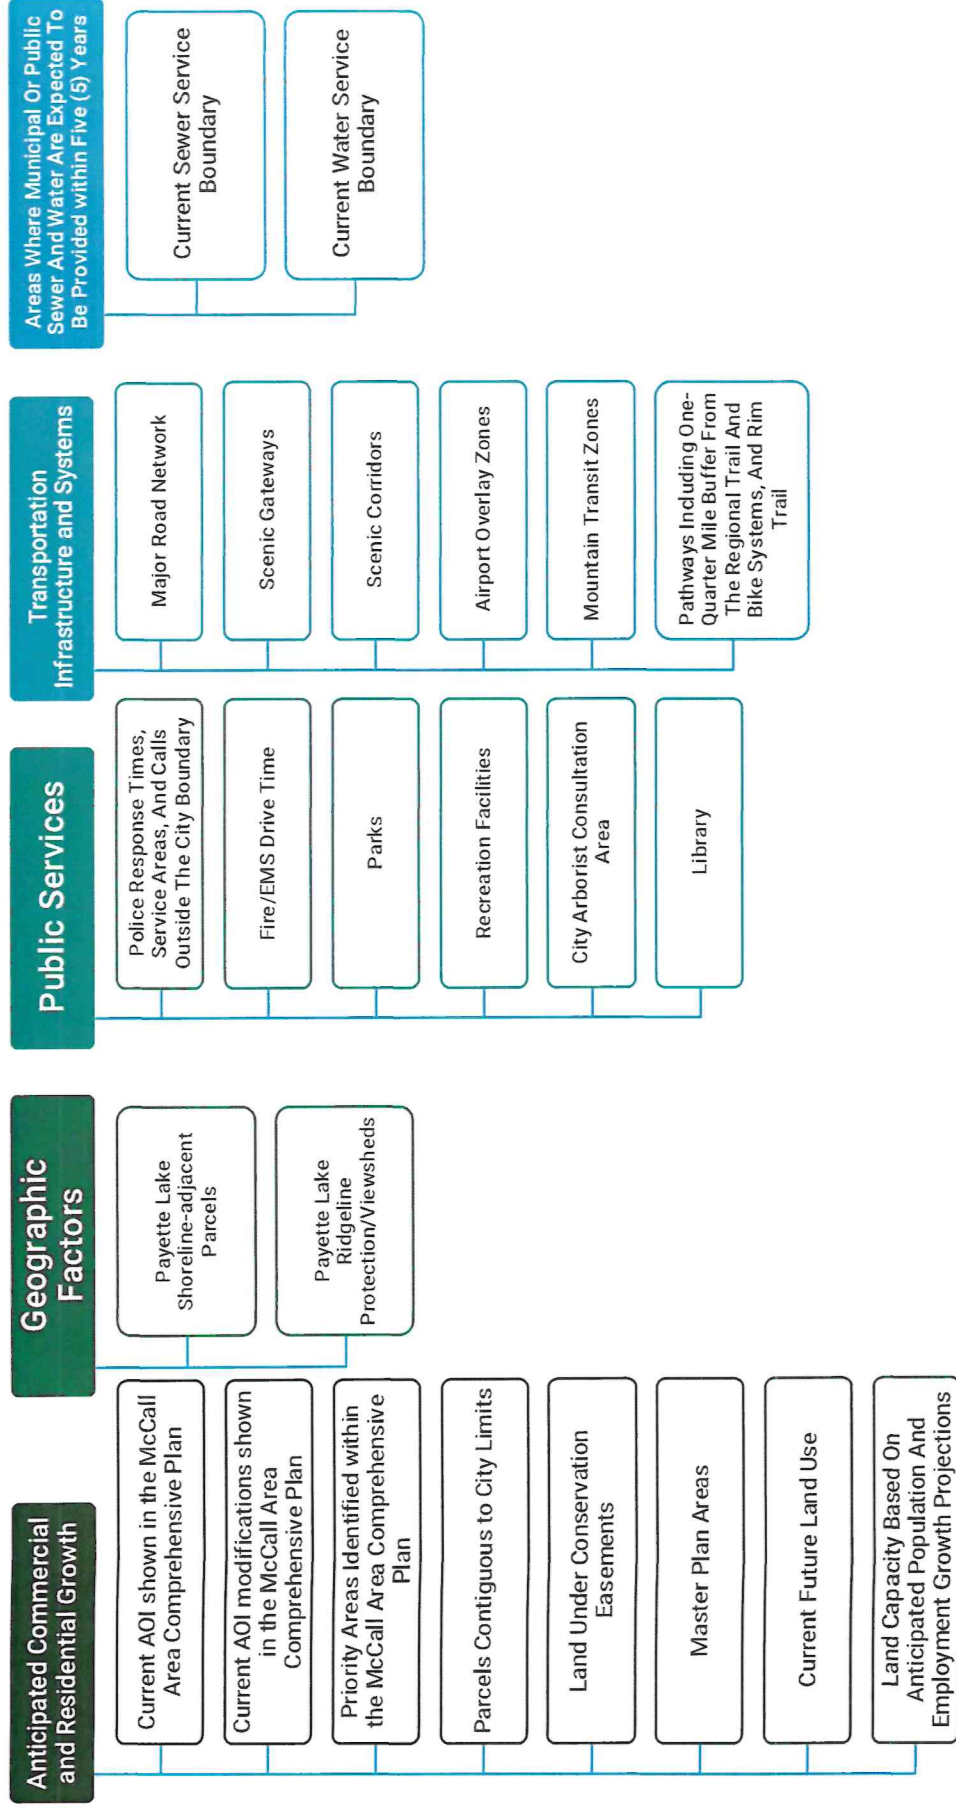 Anticipated Commercial
and Residential Growth
Current AOI shown in the McCall
Area Comprehensive Plan
Current AOI modifications shown
in the McCall Area
Comprehensive Plan
Priority Areas Identified within
the McCall Area Comprehensive
Plan
Parcels Contiguous to City Limits
Land Under Conservation
Easements
Master Plan Areas
Current Future Land Use
Land Capacity Based On
Anticipated Population And
Employment Growth Projections
Geographic
Factors
Payette Lake
Shoreline-adjacent
Parcels
Payette Lake
Ridgeline
Protection/Viewsheds
Public Services
Police Response Times,
Service Areas, And Calls
Outside The City Boundary
Fire/EMS Drive Time
Parks
Recreation Facilities
City Arborist Consultation
Area
Library
Transportation
Infrastructure and Systems
Major Road Network
Scenic Gateways
Scenic Corridors
Airport Overlay Zones
Mountain Transit Zones
Pathways Including One-
Quarter Mile Buffer From
The Regional Trail And
Bike Systems, And Rim
Trail
Areas Where Municipal Or Public
Sewer And Water Are Expected To
Be Provided within Five (5) Years
Current Sewer Service
Boundary
Current Water Service
Boundary